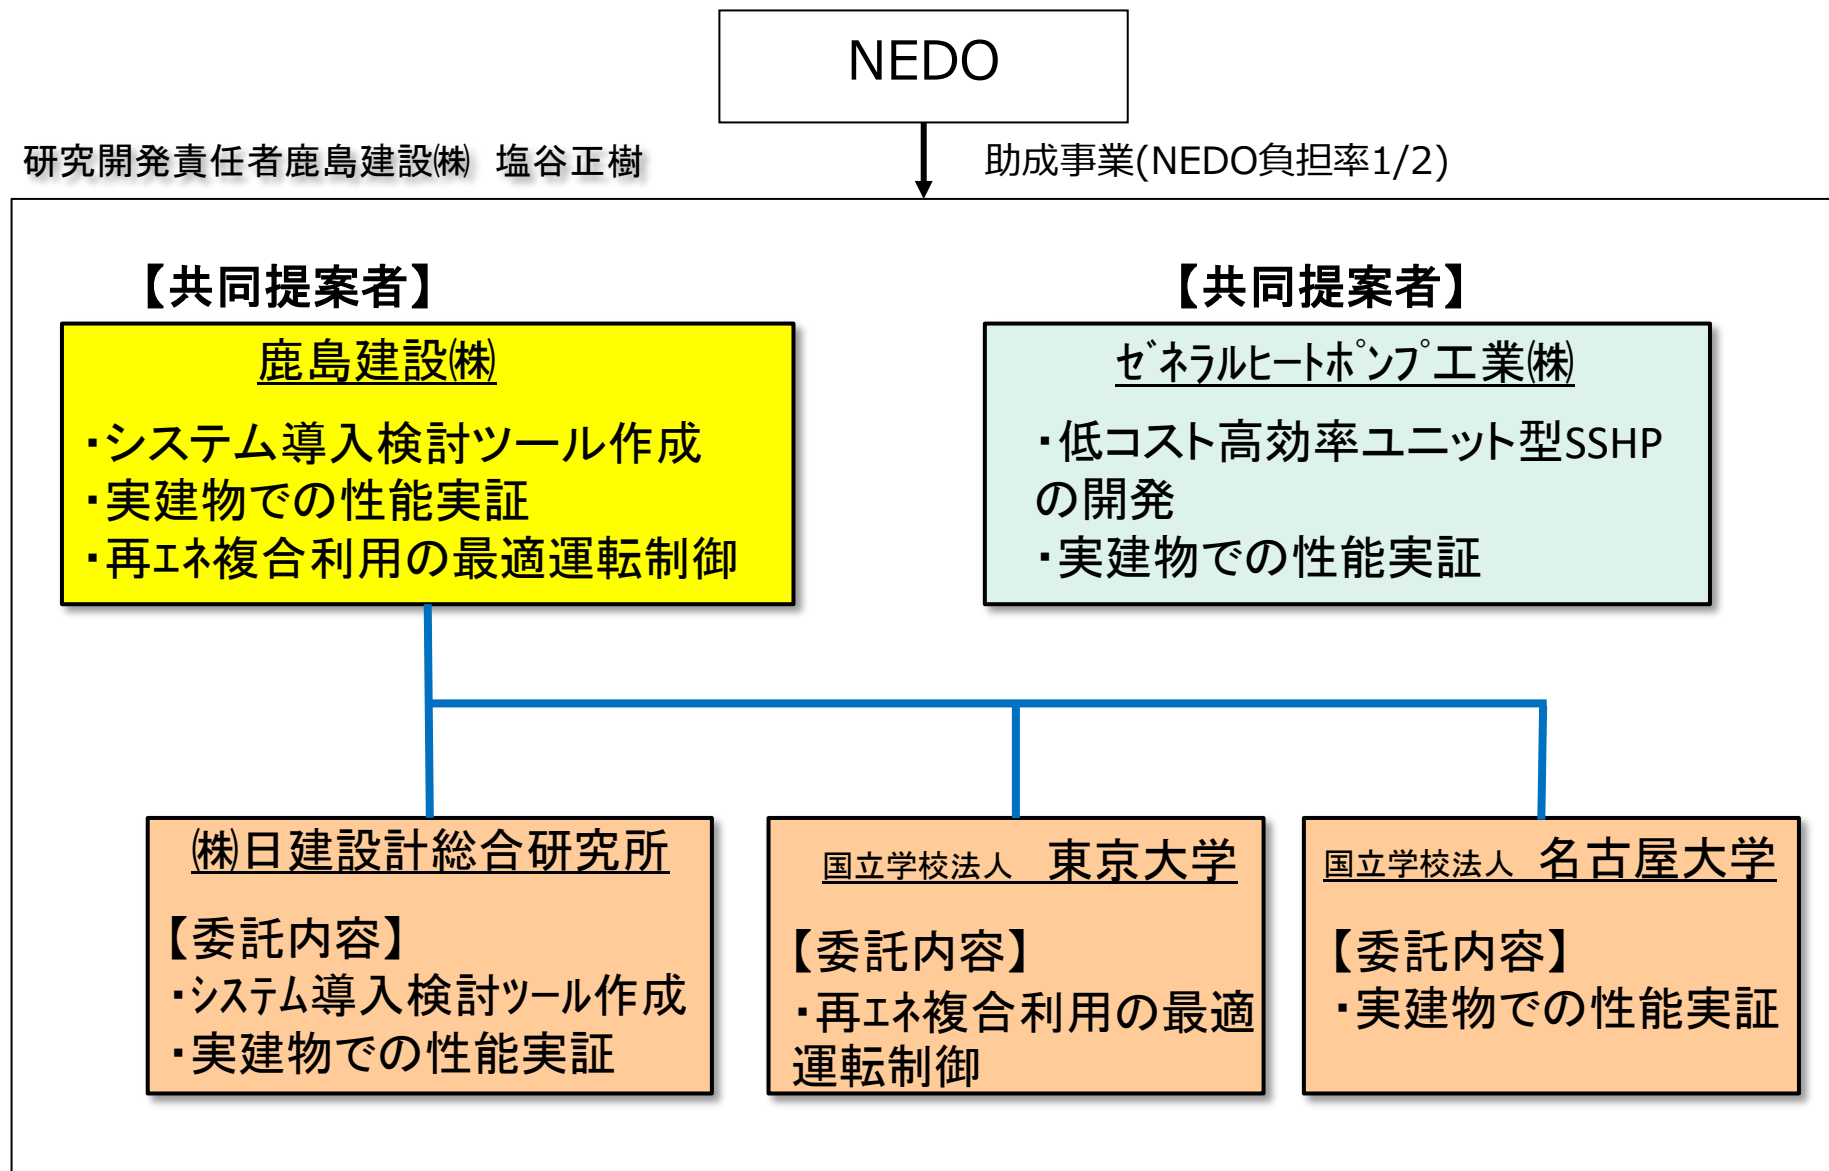 NEDO
研究開発責任者鹿島建設㈱　塩谷正樹
助成事業(NEDO負担率1/2)
【共同提案者】
鹿島建設㈱
・システム導入検討ツール作成
・実建物での性能実証
・再ｴﾈ複合利用の最適運転制御
【共同提案者】
ｾﾞﾈﾗﾙﾋｰﾄﾎﾟﾝﾌﾟ工業㈱
・低コスト高効率ユニット型SSHP
の開発
・実建物での性能実証
㈱日建設計総合研究所
【委託内容】
・ｼｽﾃﾑ導入検討ﾂｰﾙ作成
・実建物での性能実証
国立学校法人　東京大学
【委託内容】
・再ｴﾈ複合利用の最適
運転制御
国立学校法人　名古屋大学
【委託内容】
・実建物での性能実証